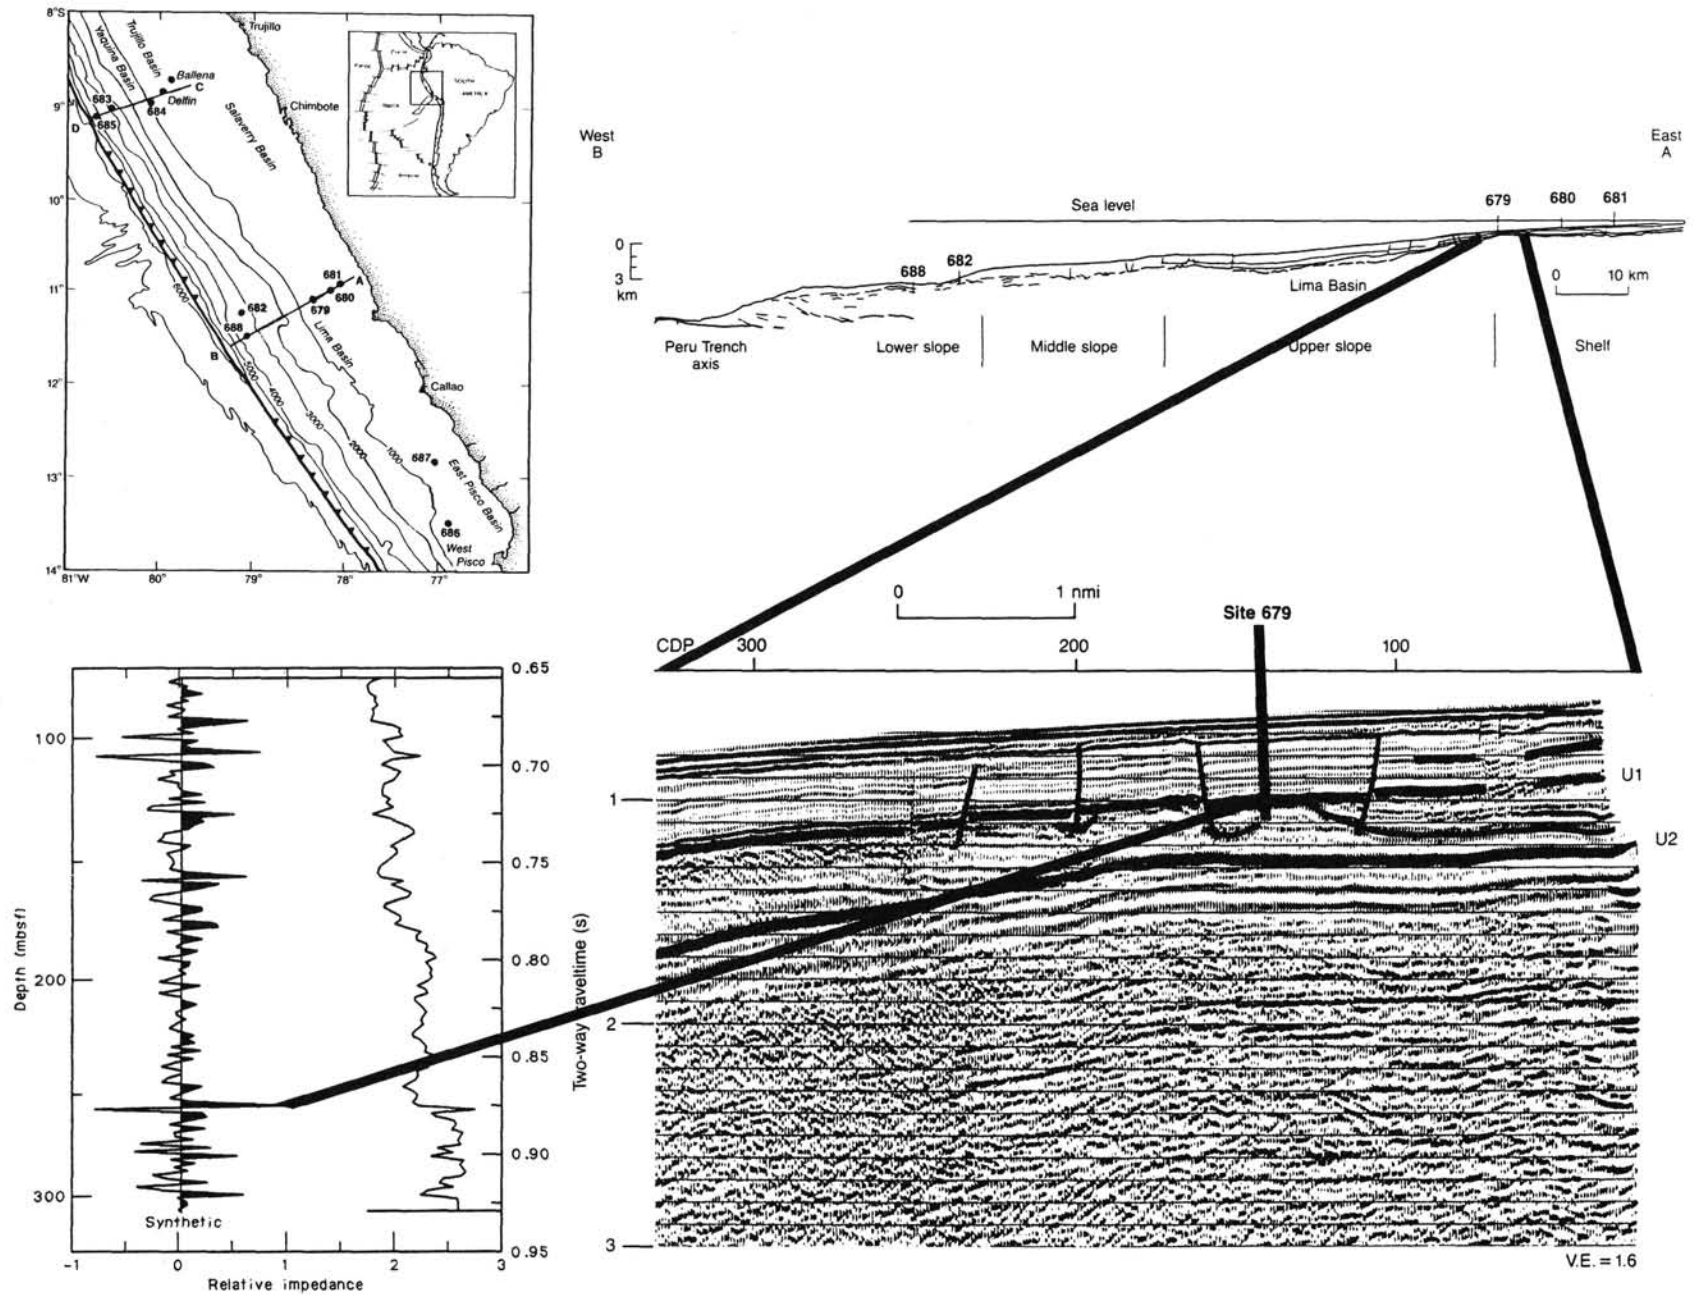 8°S
9°
10°
11°
12°
13°
14°
81°W
80°
79°
78°
77°
Trujillo
Trujillo Basin
Yaquina Basin
Ballena
C
683
Delfin
684
685
D
Chimbote
Salaverry Basin
SOUTH
681
A
680
682
679
688
B
Lima Basin
6000
5000
4000
3000
2000
1000
Callao
687
East Pisco Basin
686
West
Pisco
West
B
East
A
679
680
681
Sea level
0
3
km
688
682
Lima Basin
0
10 km
Peru Trench
axis
Lower slope
Middle slope
Upper slope
Shelf
0
1 nmi
Site 679
CDP
300
200
100
U1
U2
1
2
3
V.E. = 1.6
Two-way traveltime (s)
Depth (mbsf)
100
200
300
0.65
0.70
0.75
0.80
0.85
0.90
0.95
Synthetic
-1
0
1
2
3
Relative impedance